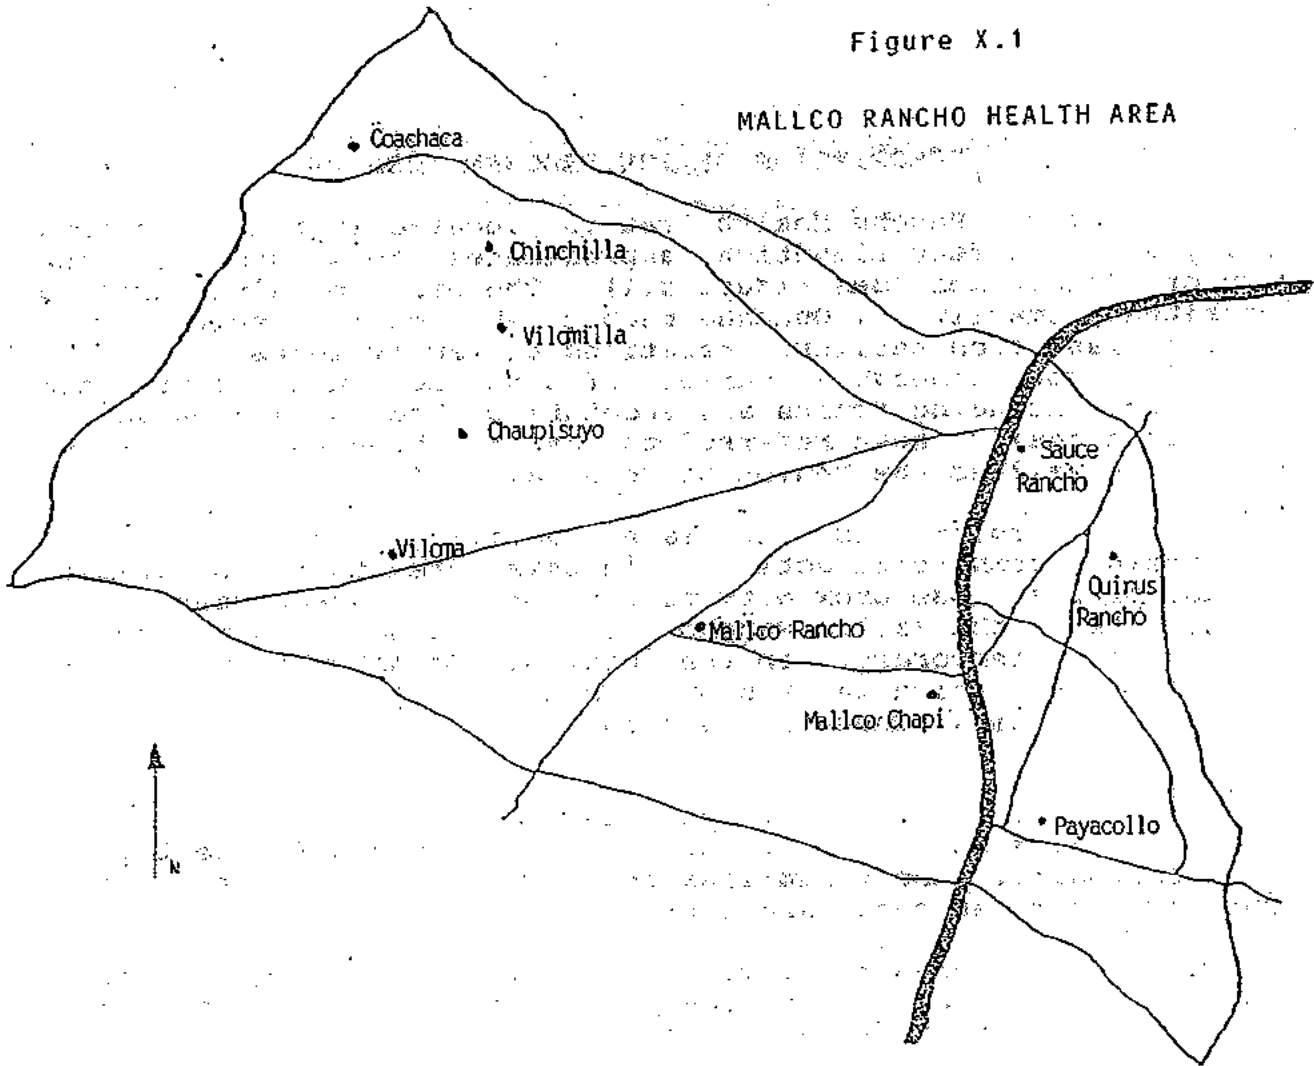 Figure X.1
MALLCO RANCHO HEALTH AREA
Coachaca
Chinchilla
Vilomilla
Chaupisuyo
Sauce
Rancho
Viloma
Quirus
Rancho
Mallco Rancho
Mallco Chapi
Payacollo
N